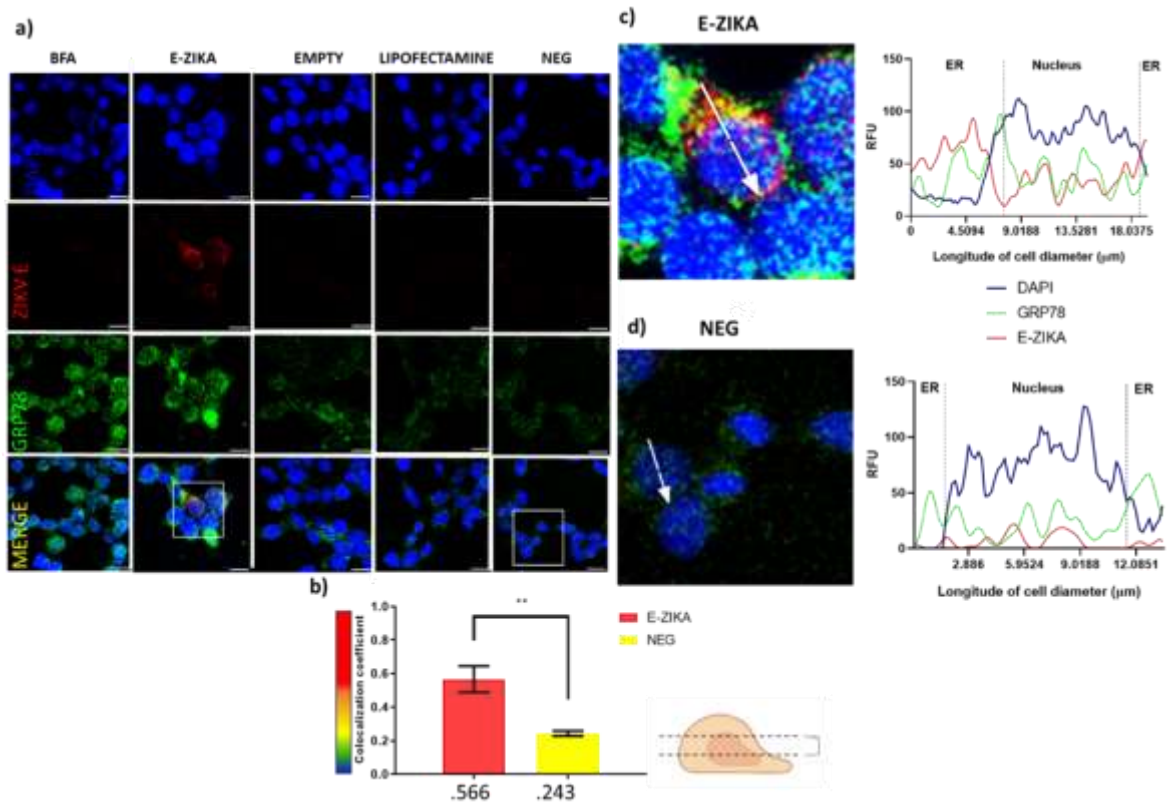 a)
BFA E-ZIKA EMPTY LIPOFECTAMINE NEG
ZIKV E
GRP78
MERGE
b)
Colocalization coefficient
1.0
0.8
0.6
0.4
0.2
0.0
**
.566 .243
E-ZIKA
NEG
c)
E-ZIKA
ER Nucleus ER
RFU
150
100
50
0
0 4.5094 9.0188 13.5281 18.0375
Longitude of cell diameter (μm)
DAPI
GRP78
E-ZIKA
d)
NEG
ER Nucleus ER
RFU
150
100
50
0
2.886 5.9524 9.0188 12.0851
Longitude of cell diameter (μm)